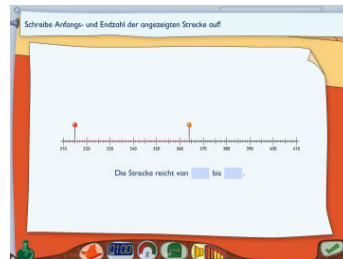 Schreibe Anfangs- und Endzahl der angezeigten Strecke auf!
310 320 330 340 350 360 370 380 390 400 410
Die Strecke reicht von bis .
0100